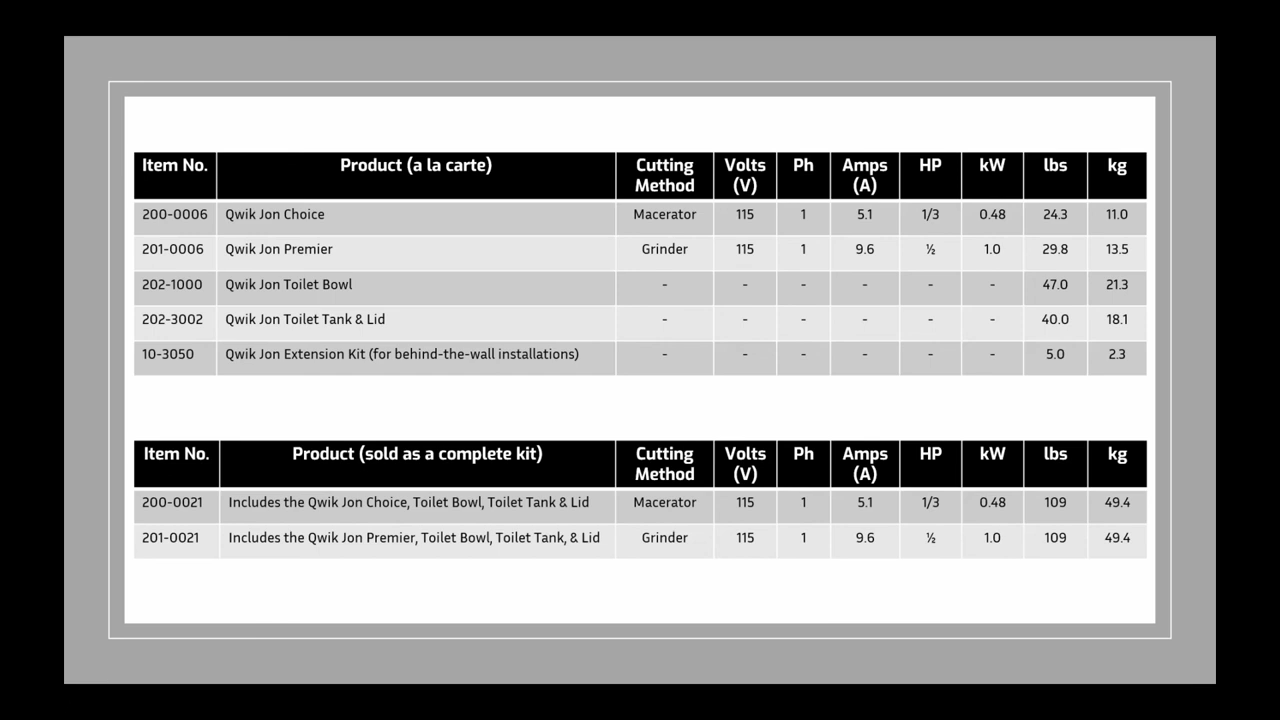 Item No. Product (a la carte) Cutting Method Volts (V) Ph Amps (A) HP kW lbs kg
200-0006 Qwik Jon Choice Macerator 115 1 5.1 1/3 0.48 24.3 11.0
201-0006 Qwik Jon Premier Grinder 115 1 9.6 ½ 1.0 29.8 13.5
202-1000 Qwik Jon Toilet Bowl - - - - - - 47.0 21.3
202-3002 Qwik Jon Toilet Tank & Lid - - - - - - 40.0 18.1
10-3050 Qwik Jon Extension Kit (for behind-the-wall installations) - - - - - - 5.0 2.3
Item No. Product (sold as a complete kit) Cutting Method Volts (V) Ph Amps (A) HP kW lbs kg
200-0021 Includes the Qwik Jon Choice, Toilet Bowl, Toilet Tank & Lid Macerator 115 1 5.1 1/3 0.48 109 49.4
201-0021 Includes the Qwik Jon Premier, Toilet Bowl, Toilet Tank, & Lid Grinder 115 1 9.6 ½ 1.0 109 49.4